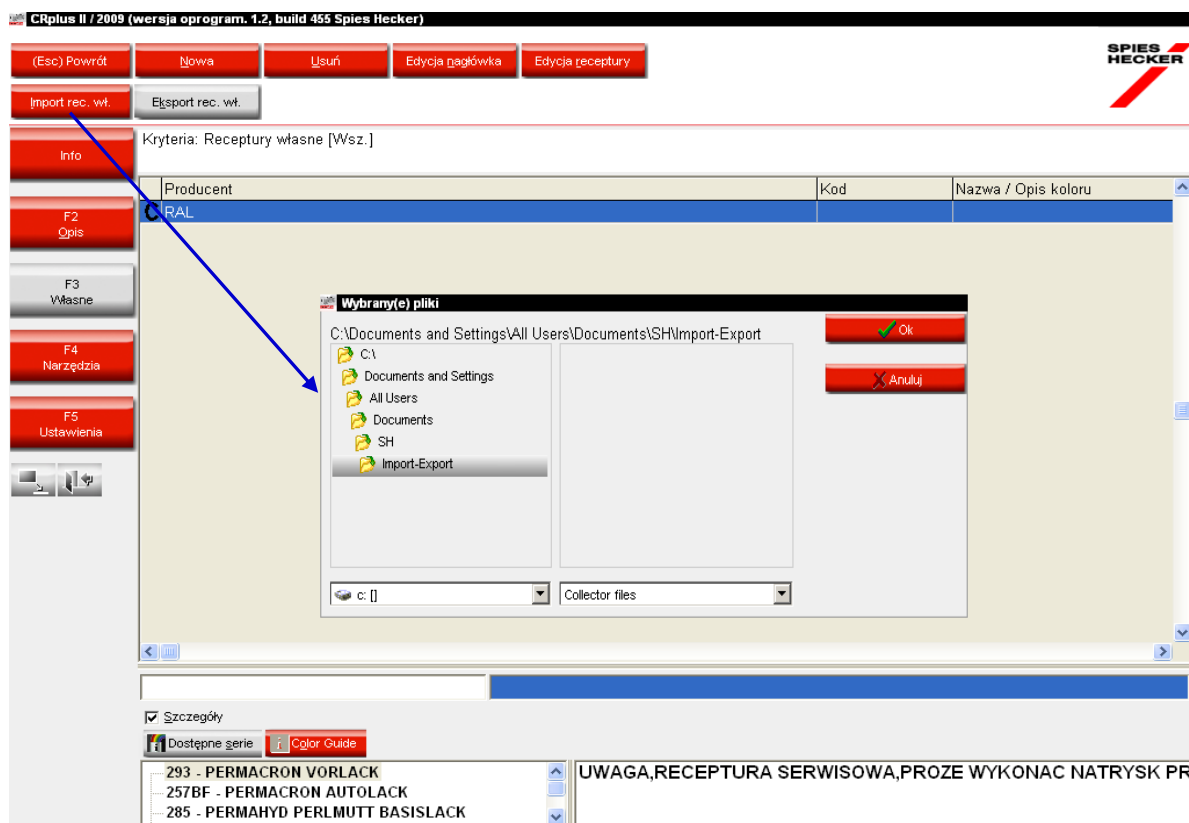 CRplus II / 2009 (wersja oprogram. 1.2, build 455 Spies Hecker)
(Esc) Powrót
Nowa
Usuń
Edycja nagłówka
Edycja receptury
SPIES
HECKER
Import rec. wł.
Eksport rec. wł.
Info
Kryteria: Receptury własne [Wsz.]
Producent
Kod
Nazwa / Opis koloru
C RAL
F2
Opis
F3
Własne
F4
Narzędzia
F5
Ustawienia
Wybrany(e) pliki
C:\Documents and Settings\All Users\Documents\SH\Import-Export
C:\
Documents and Settings
All Users
Documents
SH
Import-Export
Ok
Anuluj
c: []
Collector files
Szczegóły
Dostępne serie
i Color Guide
293 - PERMACRON VORLACK
257BF - PERMACRON AUTOLACK
285 - PERMAHYD PERLMUTT BASISLACK
UWAGA,RECEPTURA SERWISOWA,PROZE WYKONAC NATRYSK PR